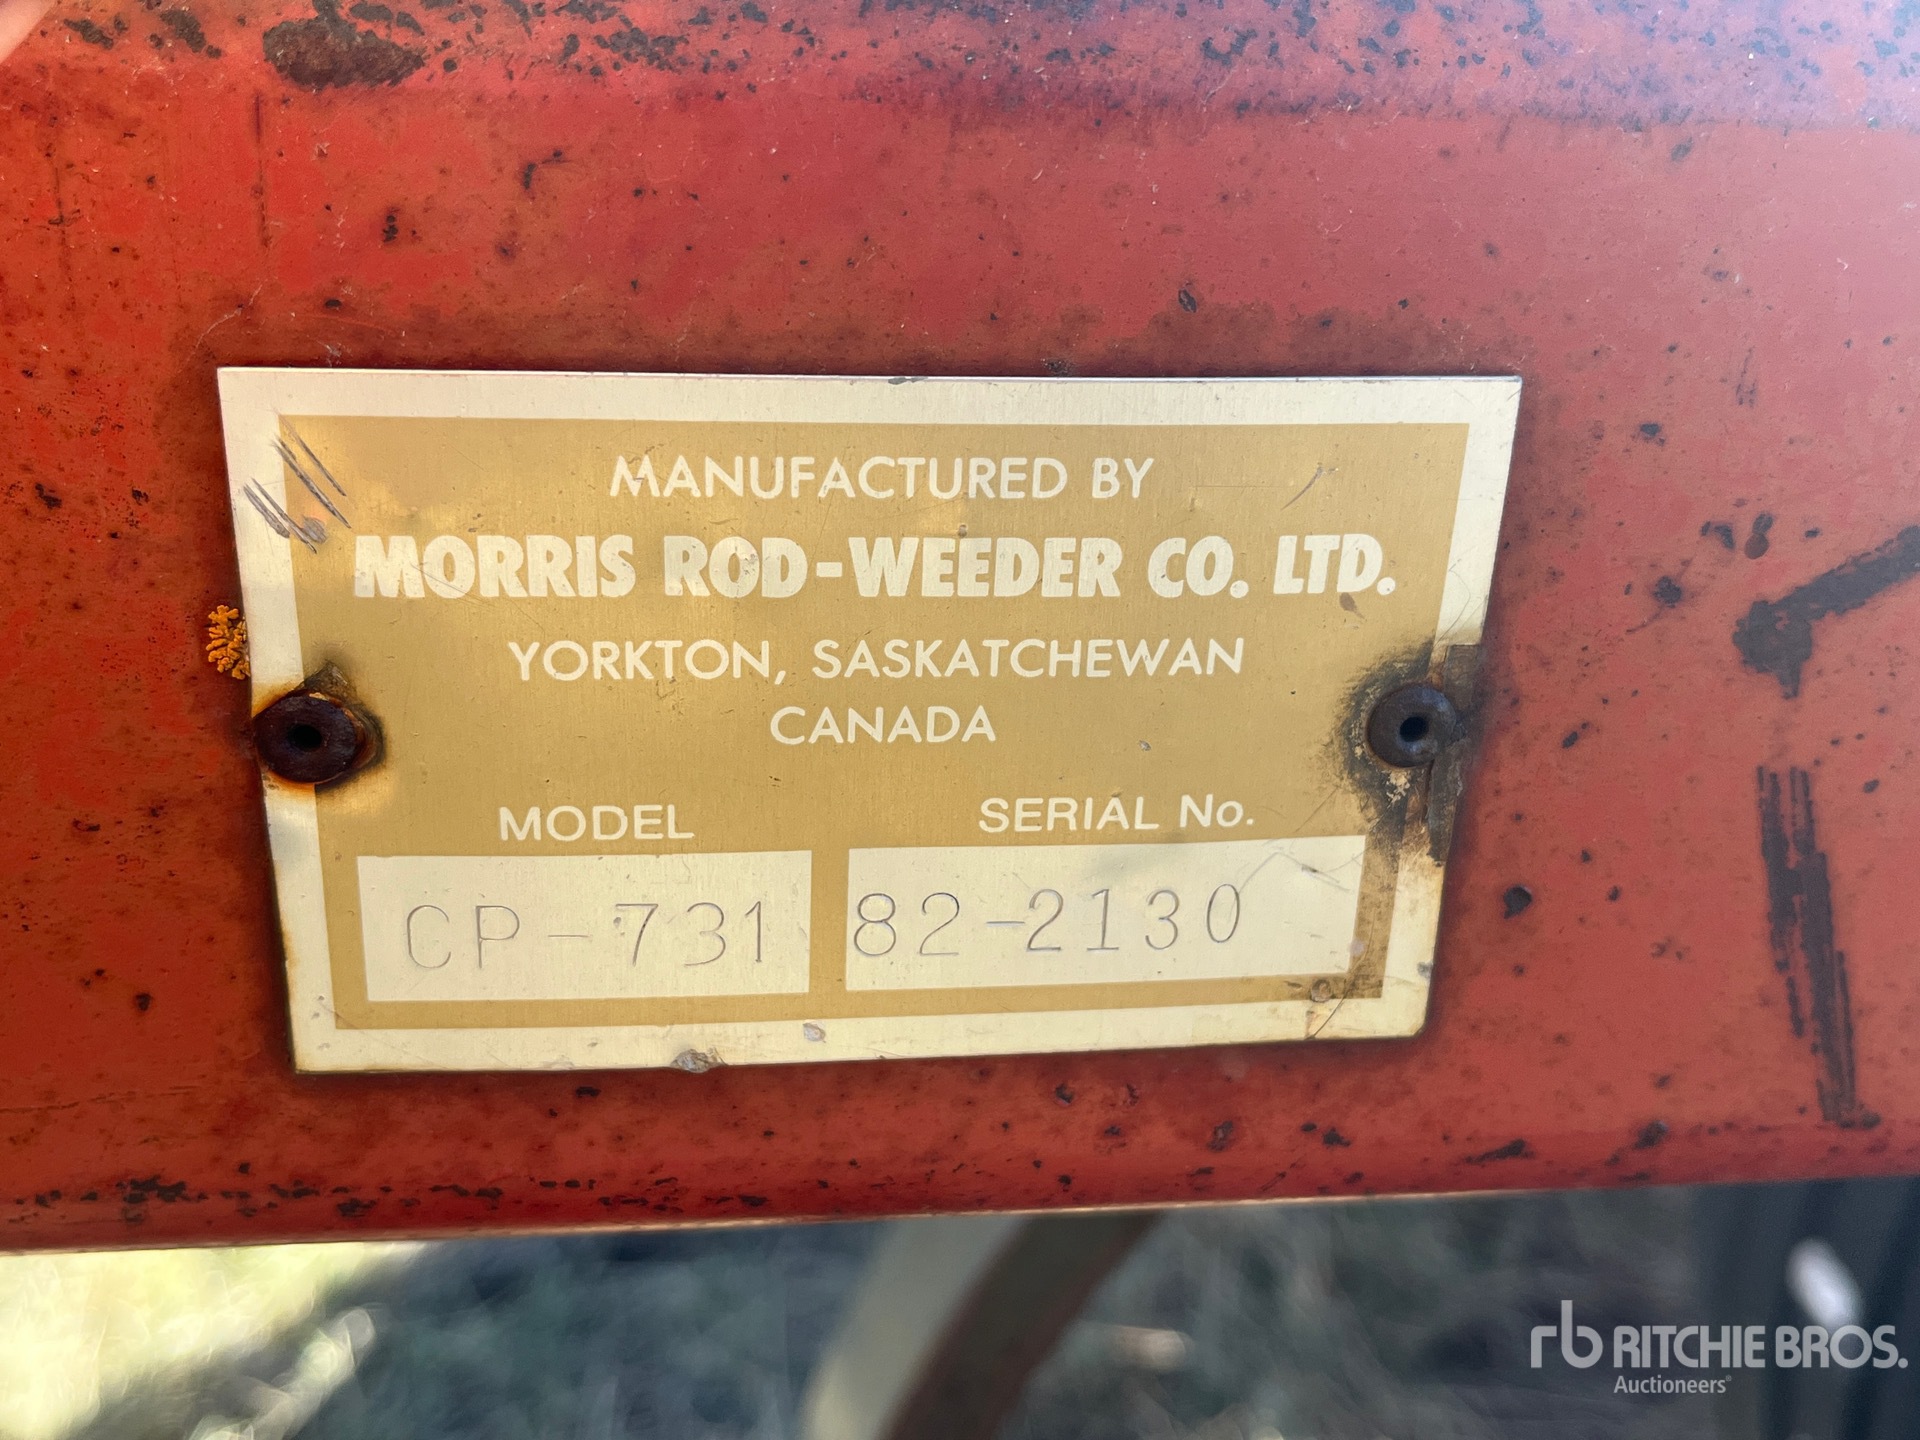 MANUFACTURED BY
MORRIS ROD-WEEDER CO. LTD.
YORKTON, SASKATCHEWAN
CANADA
MODEL SERIAL No.
CP-731 82-2130
rb RITCHIE BROS.
Auctioneers®